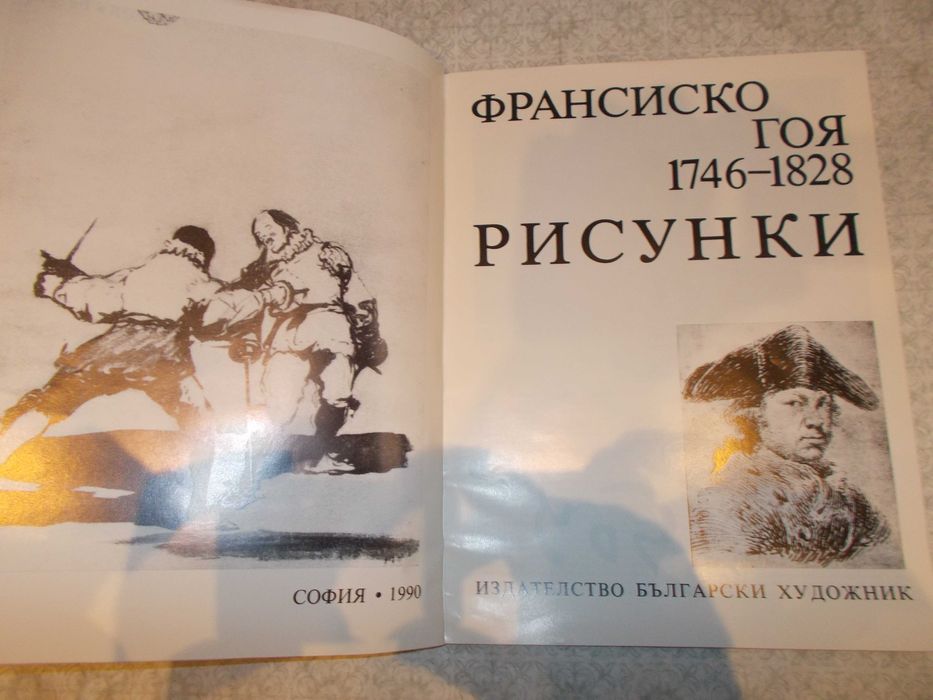 СОФИЯ • 1990
ФРАНСИСКО
ГОЯ
1746–1828
РИСУНКИ
ИЗДАТЕЛСТВО БЪЛГАРСКИ ХУДОЖНИК